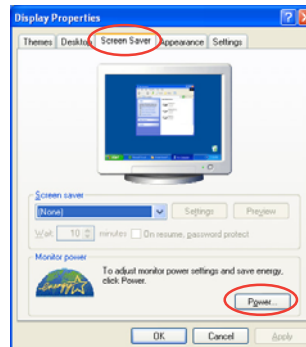 Display Properties
Themes Desktop Screen Saver Appearance Settings
Screen saver
(None) Settings Preview
Wait: 10 minutes On resume, password protect
Monitor power
To adjust monitor power settings and save energy,
click Power.
energy
Power...
OK Cancel Apply